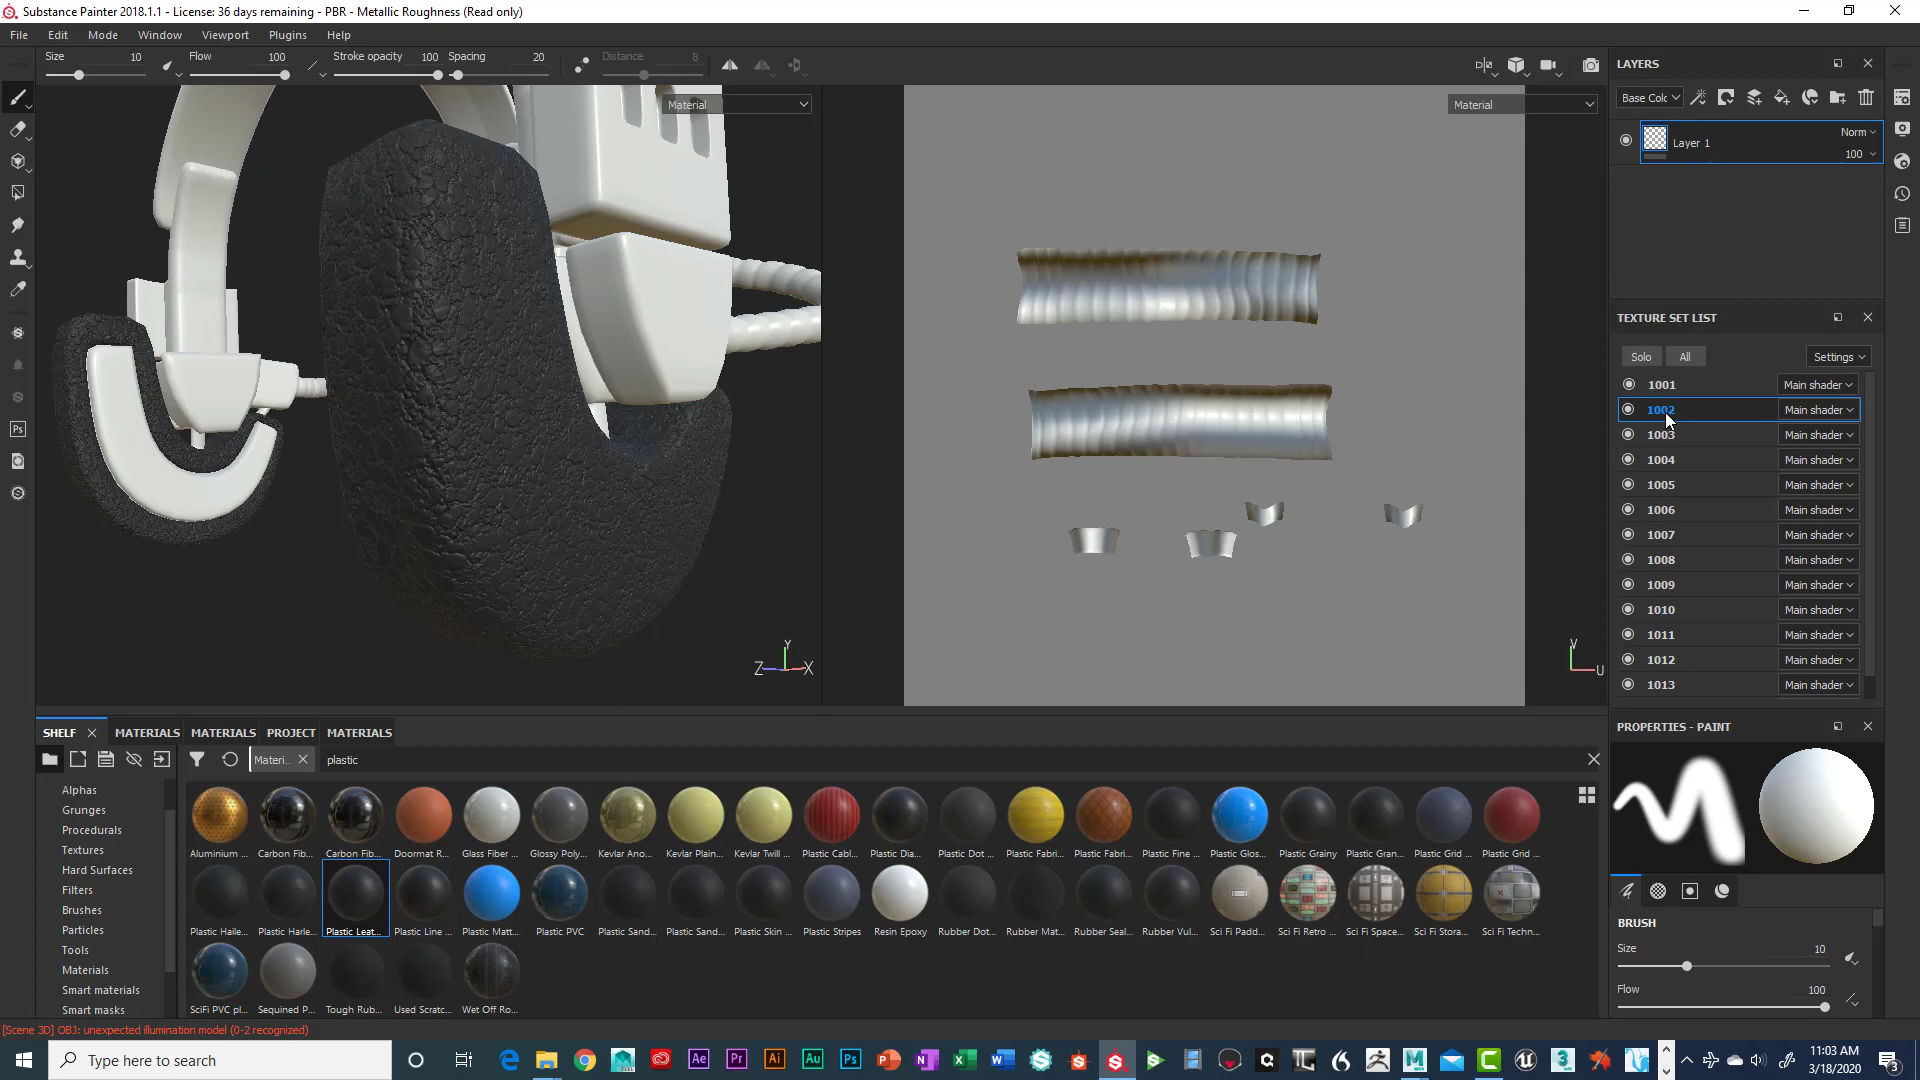 Substance Painter 2018.1.1 - License: 36 days remaining - PBR - Metallic Roughness (Read only)
File Edit Mode Window Viewport Plugins Help
Size 10 Flow 100 Stroke opacity 100 Spacing 20 Distance 8
Material
Material
Y
Z X
V
U
LAYERS
Base Colc
Layer 1
Norm
100
TEXTURE SET LIST
Solo All Settings
1001 Main shader
1002 Main shader
1003 Main shader
1004 Main shader
1005 Main shader
1006 Main shader
1007 Main shader
1008 Main shader
1009 Main shader
1010 Main shader
1011 Main shader
1012 Main shader
1013 Main shader
PROPERTIES - PAINT
BRUSH
Size 10
Flow 100
SHELF MATERIALS MATERIALS PROJECT MATERIALS
Materi.. plastic
Alphas
Grunges
Procedurals
Textures
Hard Surfaces
Filters
Brushes
Particles
Tools
Materials
Smart materials
Smart masks
Aluminium ... Carbon Fib... Carbon Fib... Doormat R... Glass Fiber ... Glossy Poly... Kevlar Ano... Kevlar Plain... Kevlar Twill ... Plastic Cabl... Plastic Dia... Plastic Dot ... Plastic Fabri... Plastic Fabri... Plastic Fine ... Plastic Glos... Plastic Grainy Plastic Gran... Plastic Grid ... Plastic Grid ...
Plastic Haile... Plastic Harle... Plastic Leat... Plastic Line ... Plastic Matt... Plastic PVC Plastic Sand... Plastic Sand... Plastic Skin ... Plastic Stripes Resin Epoxy Rubber Dot... Rubber Mat... Rubber Seal... Rubber Vul... Sci Fi Padd... Sci Fi Retro ... Sci Fi Space... Sci Fi Stora... Sci Fi Techn...
SciFi PVC pl... Sequined P... Tough Rub... Used Scratc... Wet Off Ro...
[Scene 3D] OBJ: unexpected illumination model (0-2 recognized)
Type here to search
Ae Pr Ai Au Ps
11:03 AM
3/18/2020
3